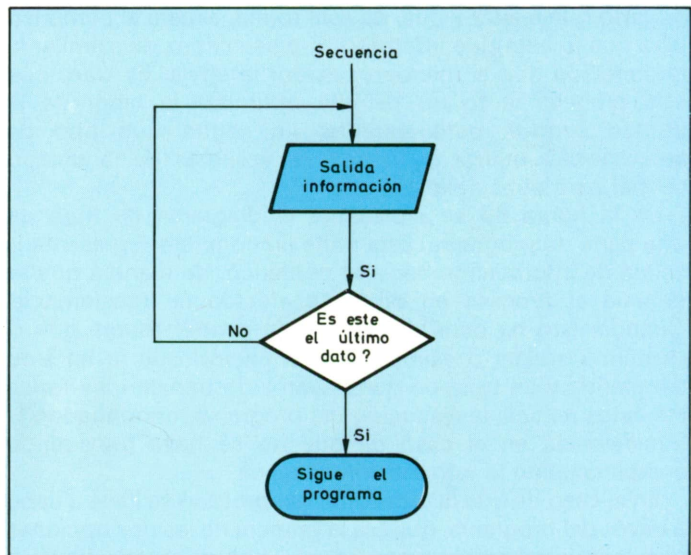 Secuencia
Salida
información
Si
Es este
el último
dato ?
No
Si
Sigue el
programa